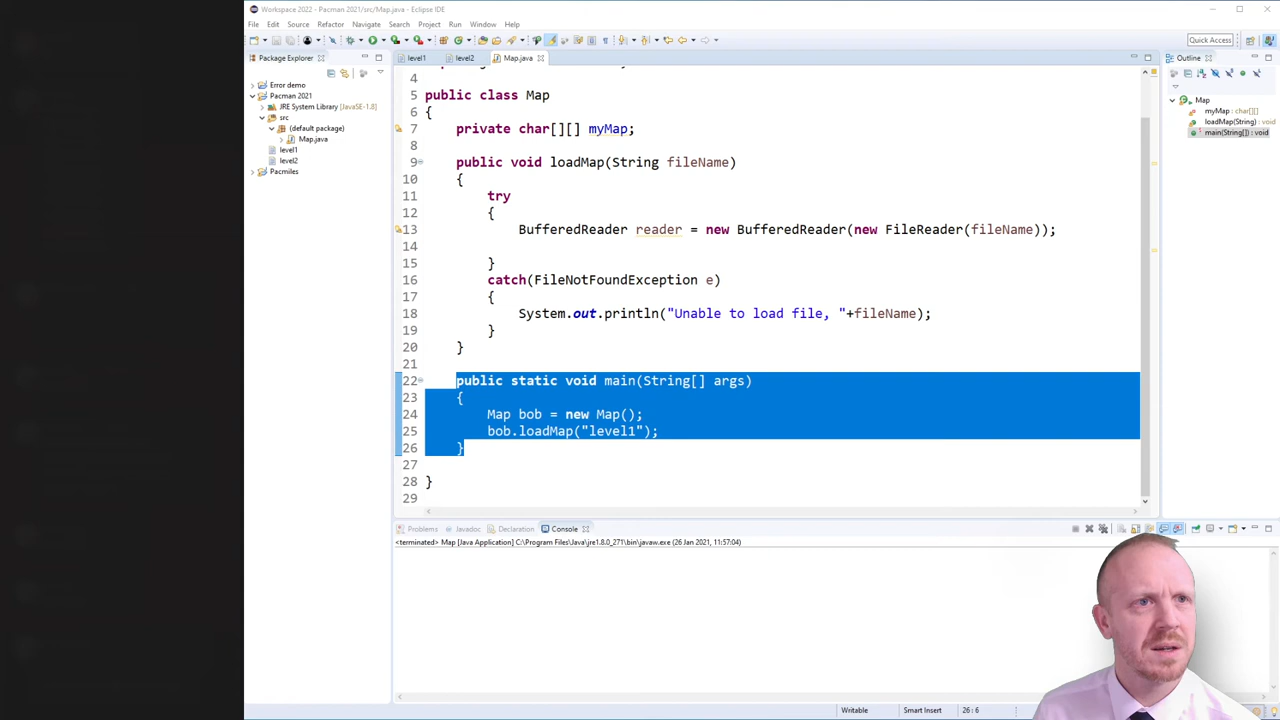 Workspace 2022 - Pacman 2021/src/Map.java - Eclipse IDE
File Edit Source Refactor Navigate Search Project Run Window Help
Quick Access
Package Explorer
level1 level2 Map.java
Outline
Error demo
Pacman 2021
JRE System Library [JavaSE-1.8]
src
(default package)
Map.java
level1
level2
Pacmiles
4
5 public class Map
6 {
7 private char[][] myMap;
8
9 public void loadMap(String fileName)
10 {
11 try
12 {
13 BufferedReader reader = new BufferedReader(new FileReader(fileName));
14
15 }
16 catch(FileNotFoundException e)
17 {
18 System.out.println("Unable to load file, "+fileName);
19 }
20 }
21
22 public static void main(String[] args)
23 {
24 Map bob = new Map();
25 bob.loadMap("level1");
26 }
27
28 }
29
Map
myMap : char[][]
loadMap(String) : void
main(String[]) : void
Problems Javadoc Declaration Console
<terminated> Map [Java Application] C:\Program Files\Java\jre1.8.0_271\bin\javaw.exe (26 Jan 2021, 11:57:04)
Writable Smart Insert 26 : 6